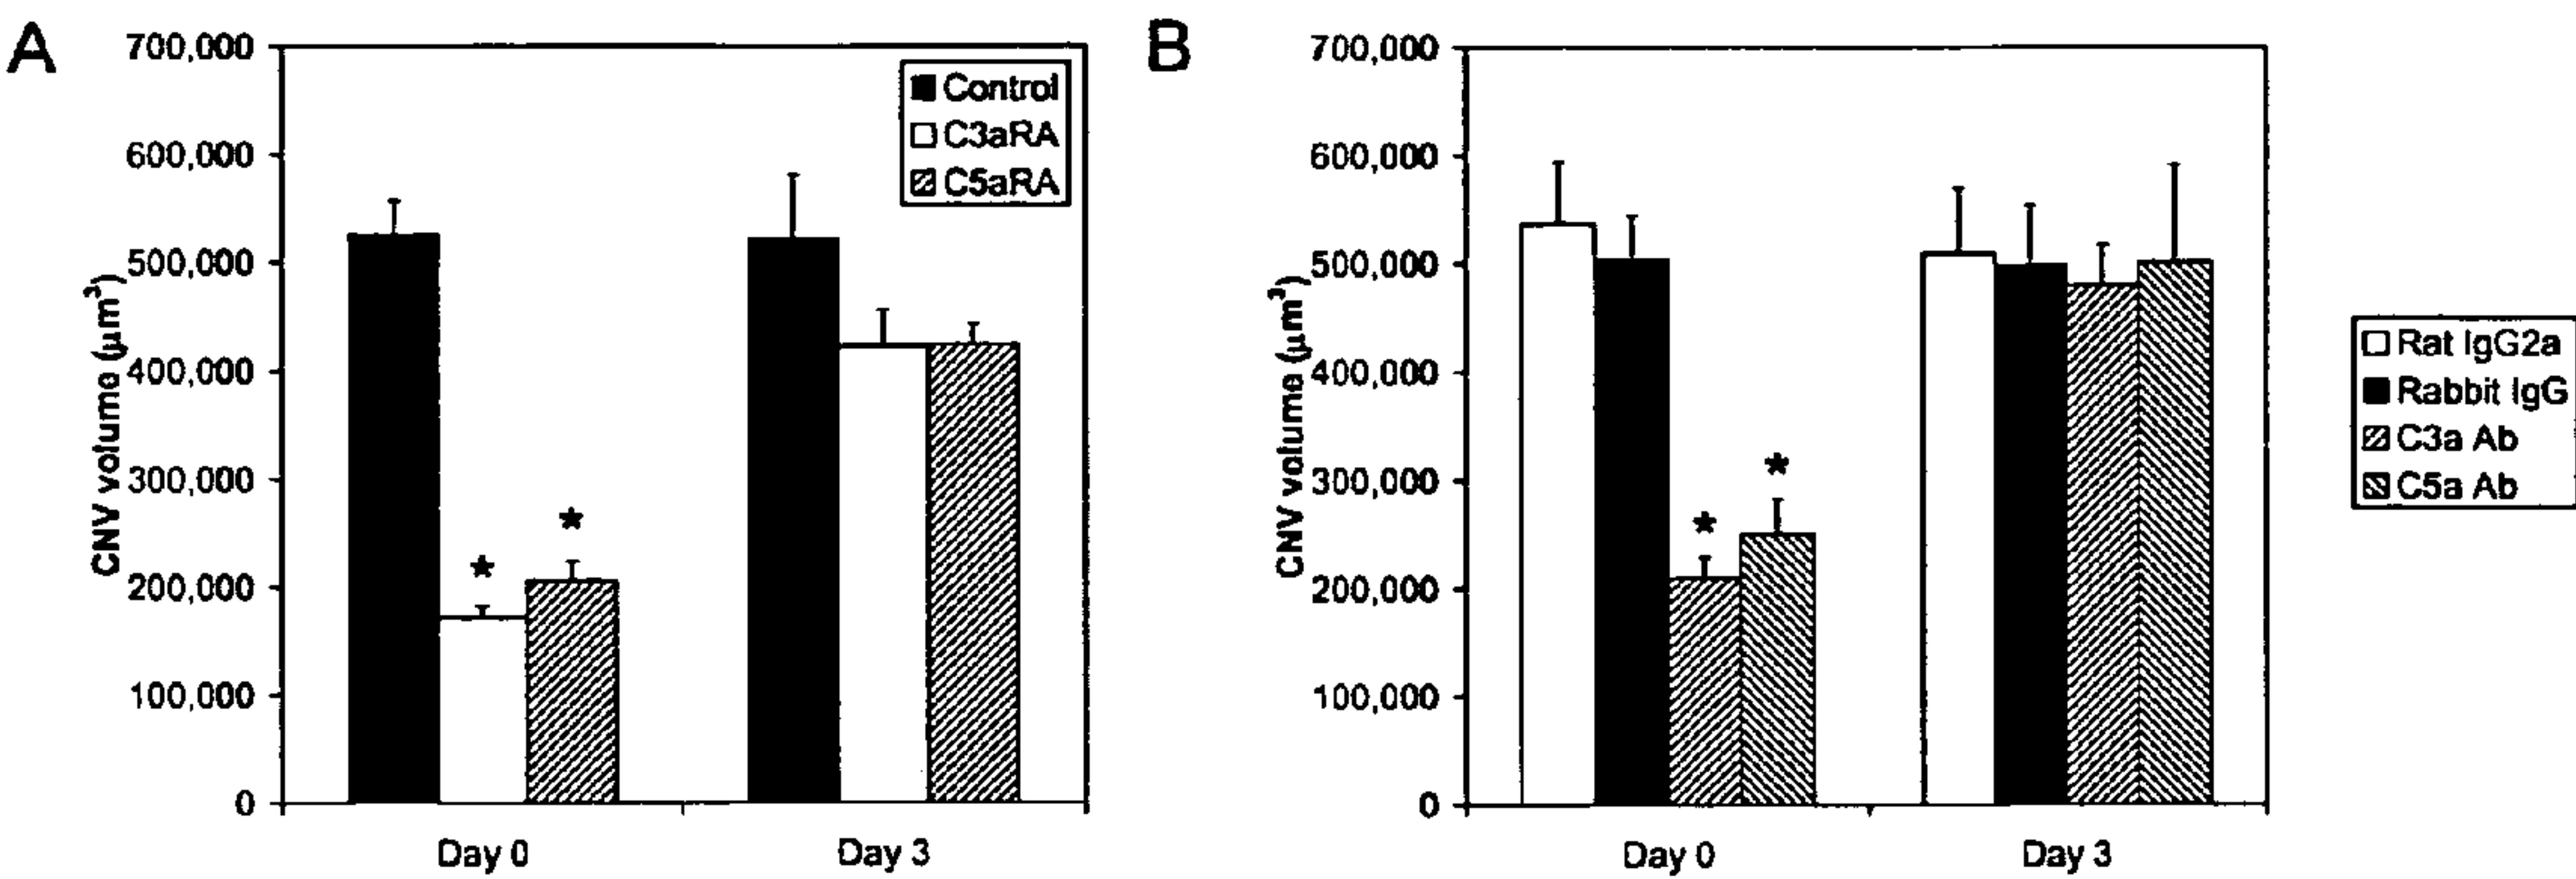 A
700,000
600,000
500,000
400,000
300,000
200,000
100,000
0
CNV volume (μm³)
Control
C3aRA
C5aRA
*
*
Day 0
Day 3
B
700,000
600,000
500,000
400,000
300,000
200,000
100,000
0
CNV volume (μm³)
*
*
Day 0
Day 3
Rat IgG2a
Rabbit IgG
C3a Ab
C5a Ab